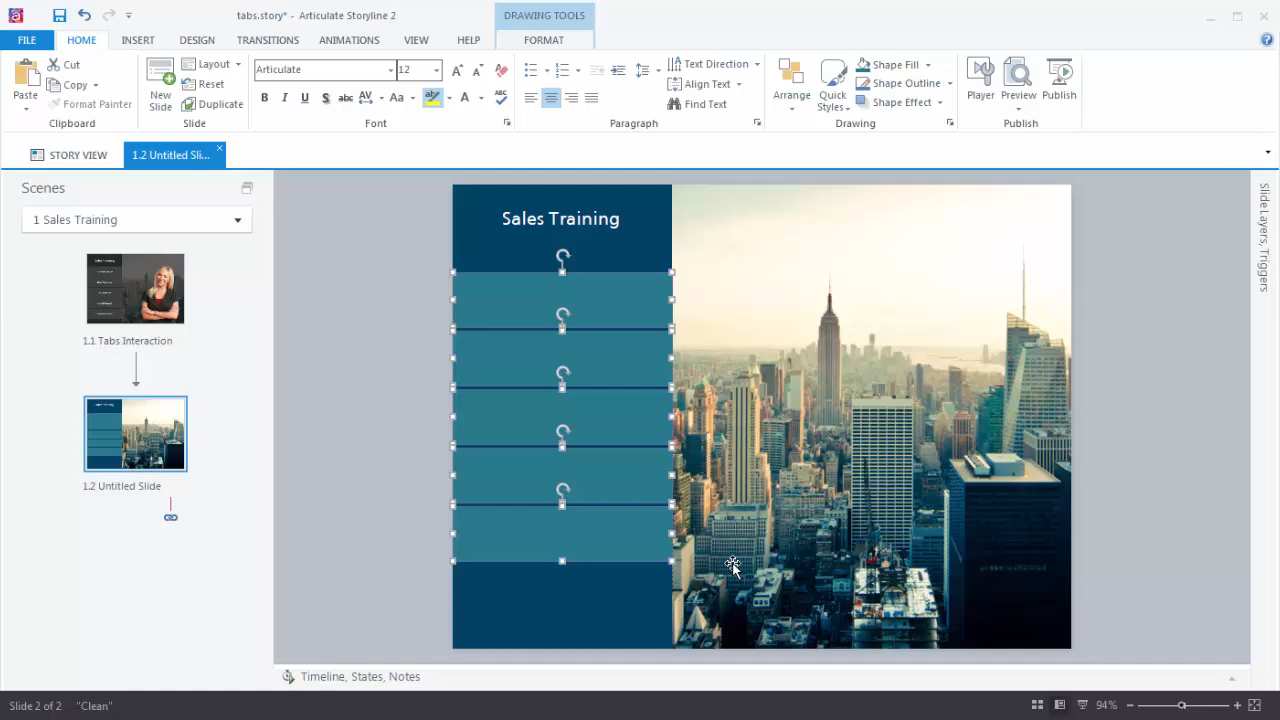 tabs.story* - Articulate Storyline 2
DRAWING TOOLS
FILE HOME INSERT DESIGN TRANSITIONS ANIMATIONS VIEW HELP FORMAT
Paste
Cut
Copy
Format Painter
Clipboard
New Slide
Layout
Reset
Duplicate
Slide
Articulate 12
B I U S abc AV Aa A ABC
Font
Text Direction
Align Text
Find Text
Paragraph
Arrange
Quick Styles
Shape Fill
Shape Outline
Shape Effect
Drawing
Player
Preview
Publish
Publish
STORY VIEW
1.2 Untitled Sli...
Scenes
1 Sales Training
1.1 Tabs Interaction
1.2 Untitled Slide
Sales Training
Slide Layers, Triggers
Timeline, States, Notes
Slide 2 of 2 "Clean" 94%